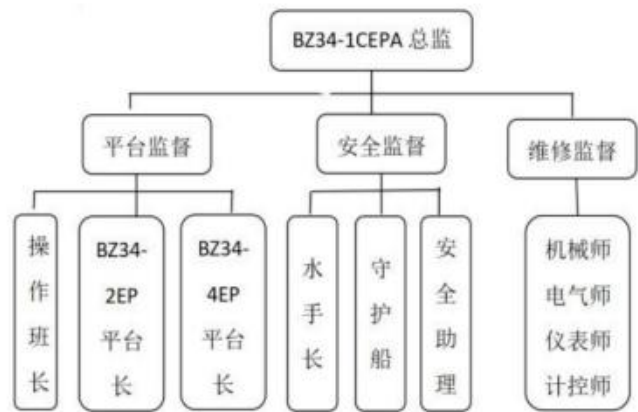 BZ34-1CEPA 总监
平台监督
安全监督
维修监督
操作班长
BZ34-
2EP
平台
长
BZ34-
4EP
平台
长
水手长
守护船
安全助理
机械师
电气师
仪表师
计控师